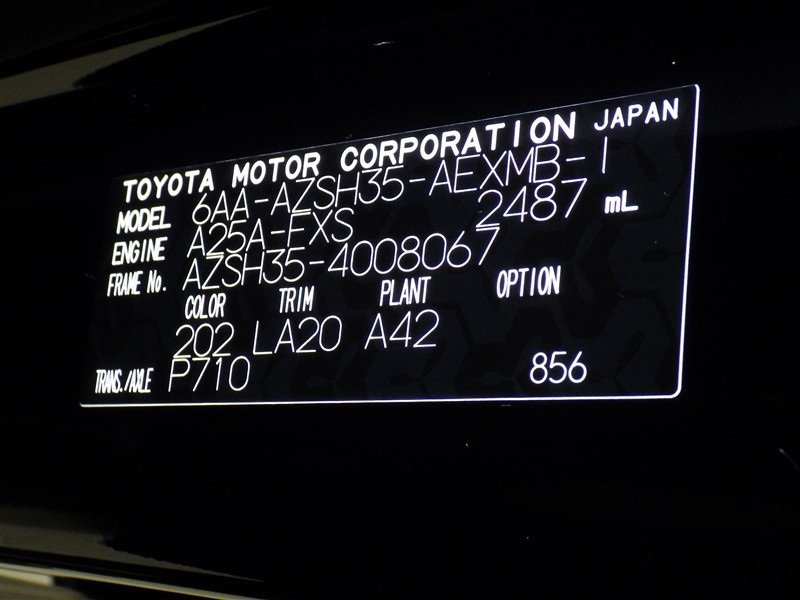 TOYOTA MOTOR CORPORATION JAPAN
MODEL 6AA-AZSH35-AEXMB-1
ENGINE A25A-FXS 2487 mL
FRAME No. AZSH35-4008067
COLOR TRIM PLANT OPTION
202 LA20 A42
TRANS./AXLE P710 856